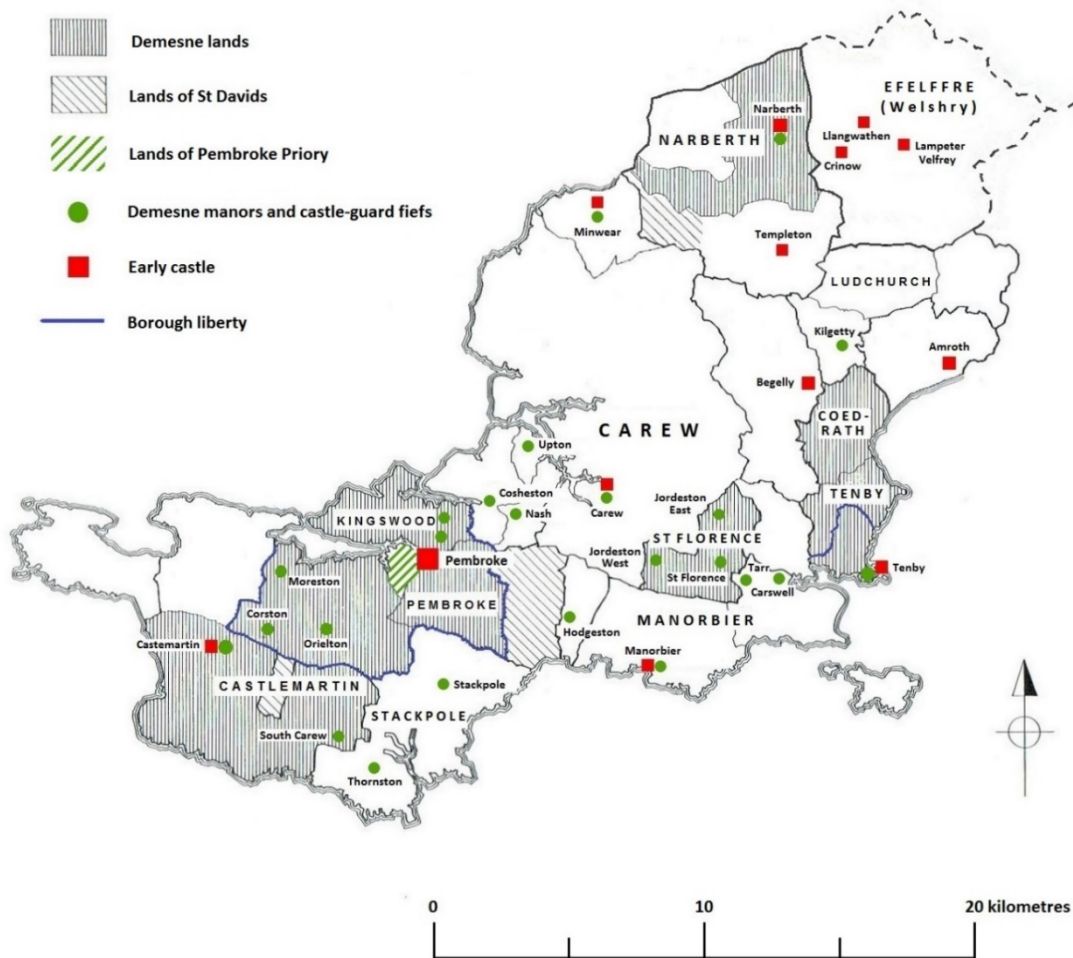 Demesne lands
Lands of St Davids
Lands of Pembroke Priory
Demesne manors and castle-guard fiefs
Early castle
Borough liberty
EFELFFRE
(Welshry)
Narberth
NARBERTH
Llangwathen
Crinow
Lampeter
Velfrey
Minwear
Templeton
LUDCHURCH
Kilgetty
Amroth
Begelly
COED-
RATH
CAREW
Upton
Cosheston
Nash
Carew
TENBY
Jordeston
East
KINGSWOOD
ST FLORENCE
Jordeston
West
St Florence
Tarr
Carswell
Tenby
Pembroke
Moreston
PEMBROKE
Corston
Orielton
Hodgeston
MANORBIER
Castemartin
Manorbier
CASTLEMARTIN
Stackpole
STACKPOLE
South Carew
Thornston
0 10 20 kilometres